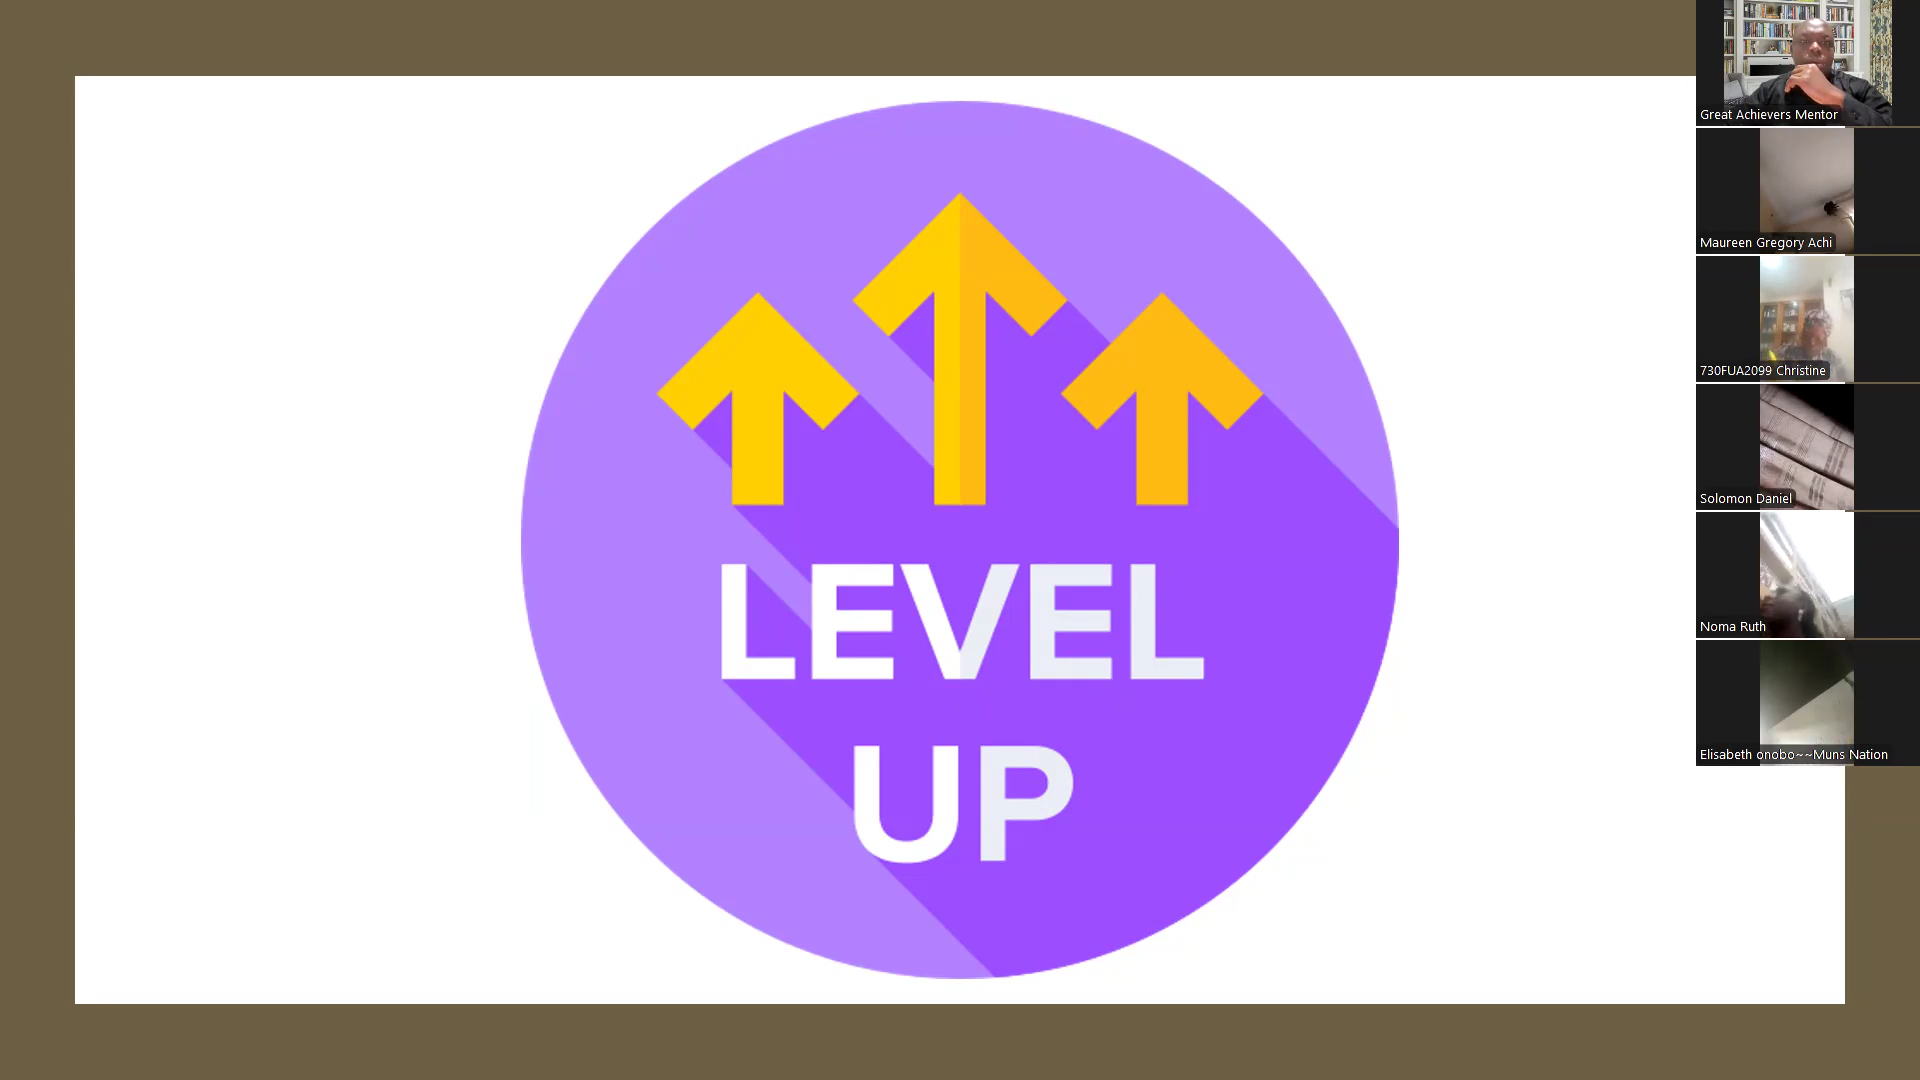 LEVEL
UP
Great Achievers Mentor
Maureen Gregory Achi
730FUA2099 Christine
Solomon Daniel
Noma Ruth
Elisabeth onobo~~Muns Nation